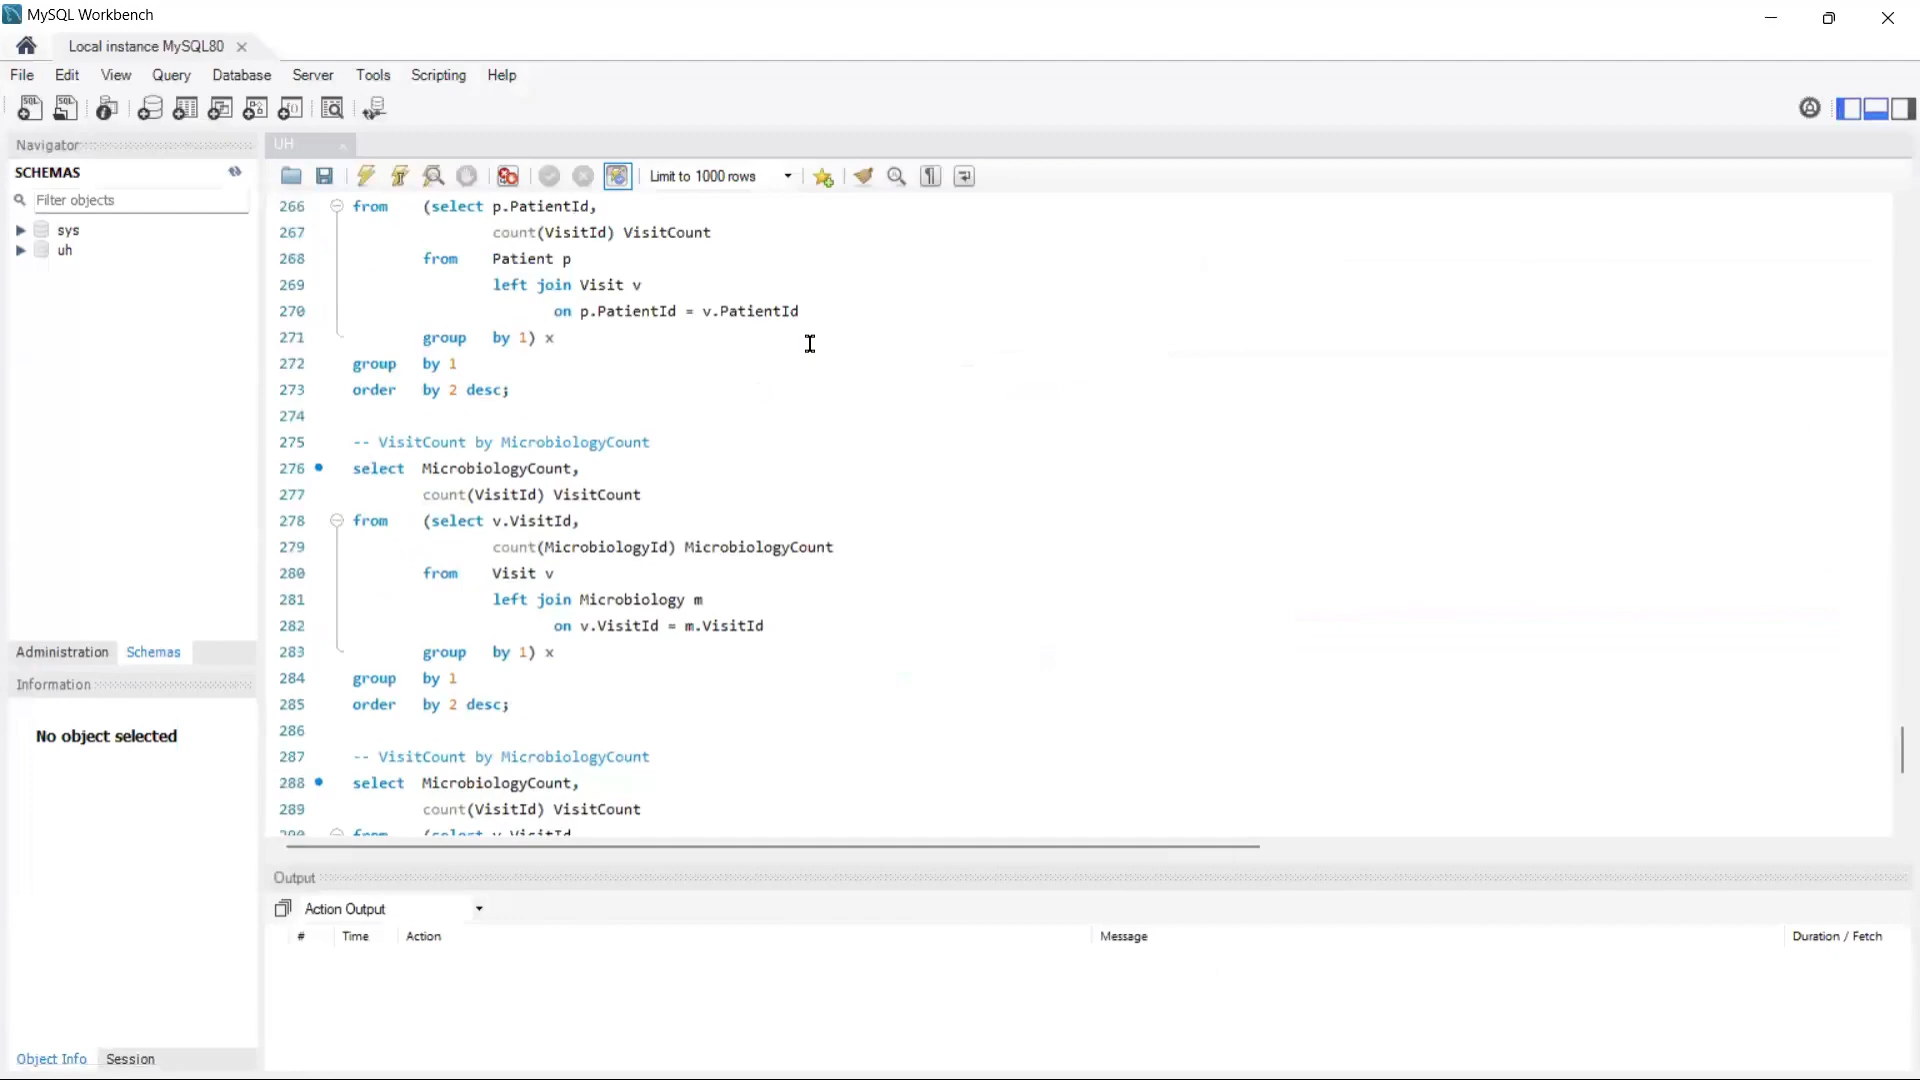 MySQL Workbench
Local instance MySQL80
File Edit View Query Database Server Tools Scripting Help
Navigator
SCHEMAS
Filter objects
sys
uh
Administration Schemas
Information
No object selected
Object Info Session
UH
Limit to 1000 rows
266 from (select p.PatientId,
267 count(VisitId) VisitCount
268 from Patient p
269 left join Visit v
270 on p.PatientId = v.PatientId
271 group by 1) x
272 group by 1
273 order by 2 desc;
274
275 -- VisitCount by MicrobiologyCount
276 select MicrobiologyCount,
277 count(VisitId) VisitCount
278 from (select v.VisitId,
279 count(MicrobiologyId) MicrobiologyCount
280 from Visit v
281 left join Microbiology m
282 on v.VisitId = m.VisitId
283 group by 1) x
284 group by 1
285 order by 2 desc;
286
287 -- VisitCount by MicrobiologyCount
288 select MicrobiologyCount,
289 count(VisitId) VisitCount
290 from (select v.VisitId
Output
Action Output
# Time Action Message Duration / Fetch